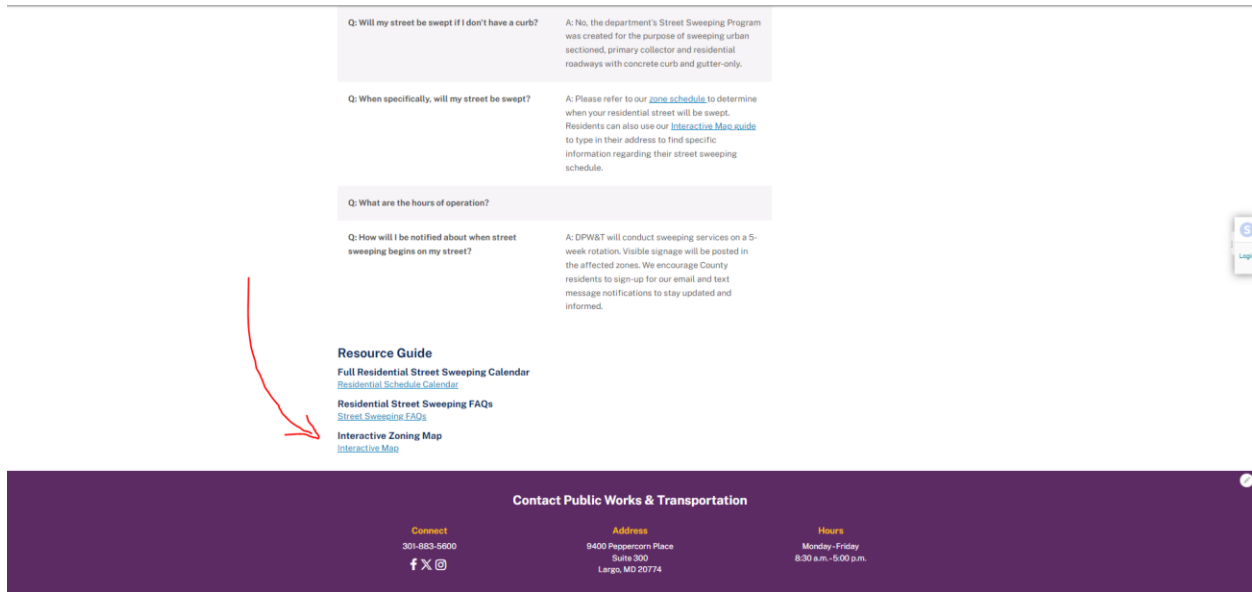 Q: Will my street be swept if I don't have a curb?
A: No, the department's Street Sweeping Program
was created for the purpose of sweeping urban
sectioned, primary collector and residential
roadways with concrete curb and gutter-only.
Q: When specifically, will my street be swept?
A: Please refer to our zone schedule to determine
when your residential street will be swept.
Residents can also use our Interactive Map guide
to type in their address to find specific
information regarding their street sweeping
schedule.
Q: What are the hours of operation?
Q: How will I be notified about when street
sweeping begins on my street?
A: DPW&T will conduct sweeping services on a 5-
week rotation. Visible signage will be posted in
the affected zones. We encourage County
residents to sign-up for our email and text
message notifications to stay updated and
informed.
Resource Guide
Full Residential Street Sweeping Calendar
Residential Schedule Calendar
Residential Street Sweeping FAQs
Street Sweeping FAQs
Interactive Zoning Map
Interactive Map
Contact Public Works & Transportation
Connect
301-883-5600
Address
9400 Peppercorn Place
Suite 300
Largo, MD 20774
Hours
Monday-Friday
8:30 a.m.-5:00 p.m.